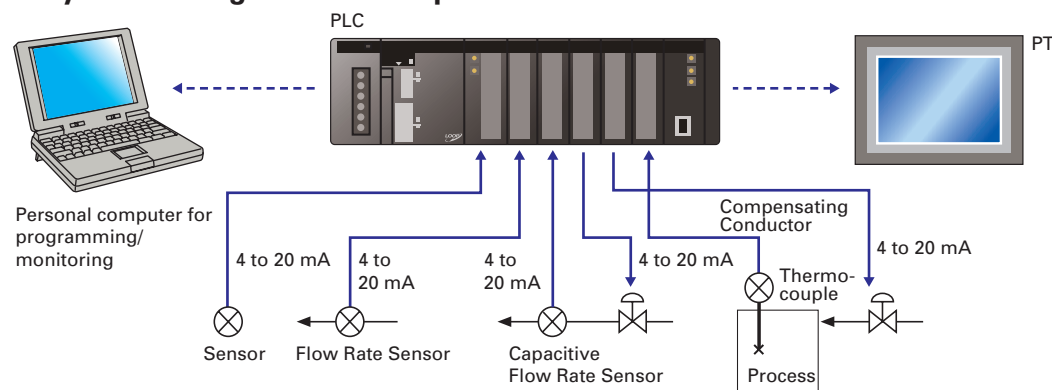 PLC
PT
Personal computer for
programming/
monitoring
Compensating
Conductor
4 to 20 mA
4 to
20 mA
4 to
20 mA
4 to 20 mA
4 to 20 mA
Thermo-
couple
Sensor
Flow Rate Sensor
Capacitive
Flow Rate Sensor
Process